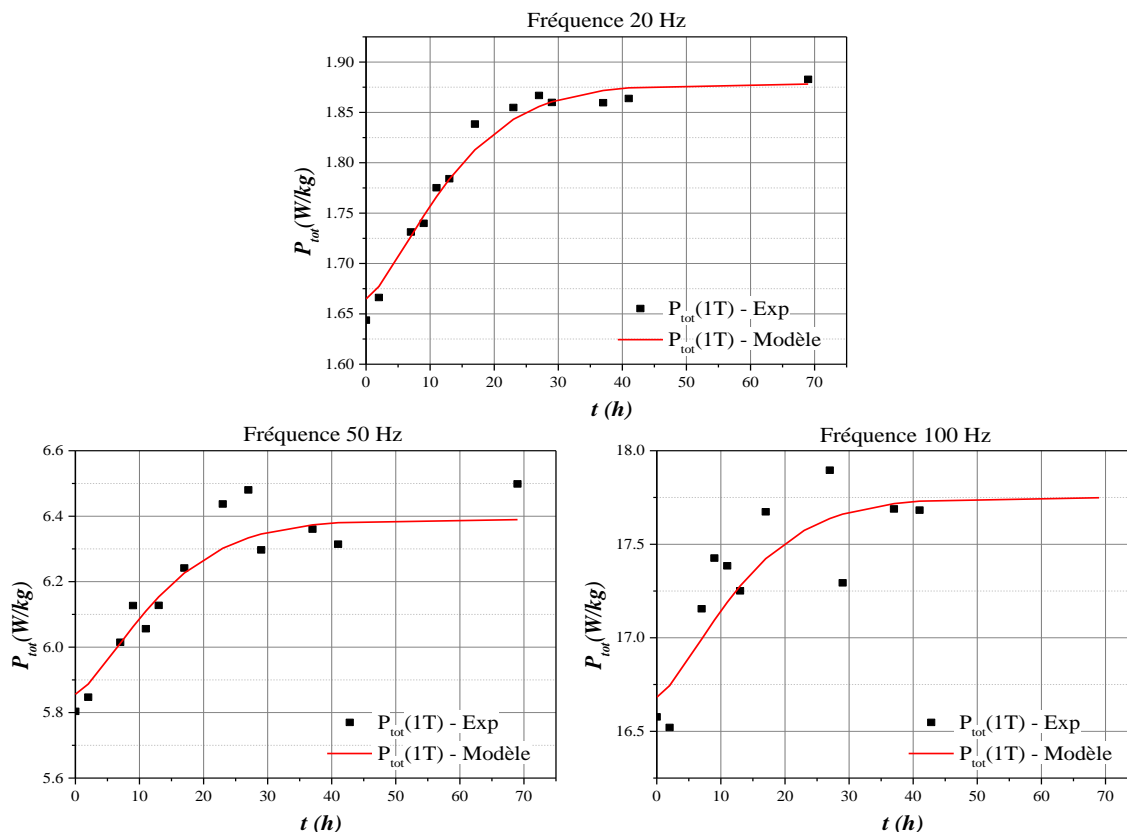 Fréquence 20 Hz
1.90
1.85
1.80
1.75
1.70
1.65
1.60
P_tot(W/kg)
P_tot(1T) - Exp
P_tot(1T) - Modèle
0 10 20 30 40 50 60 70
t (h)
Fréquence 50 Hz
6.6
6.4
6.2
6.0
5.8
5.6
P_tot(W/kg)
P_tot(1T) - Exp
P_tot(1T) - Modèle
0 10 20 30 40 50 60 70
t (h)
Fréquence 100 Hz
18.0
17.5
17.0
16.5
P_tot(W/kg)
P_tot(1T) - Exp
P_tot(1T) - Modèle
0 10 20 30 40 50 60 70
t (h)